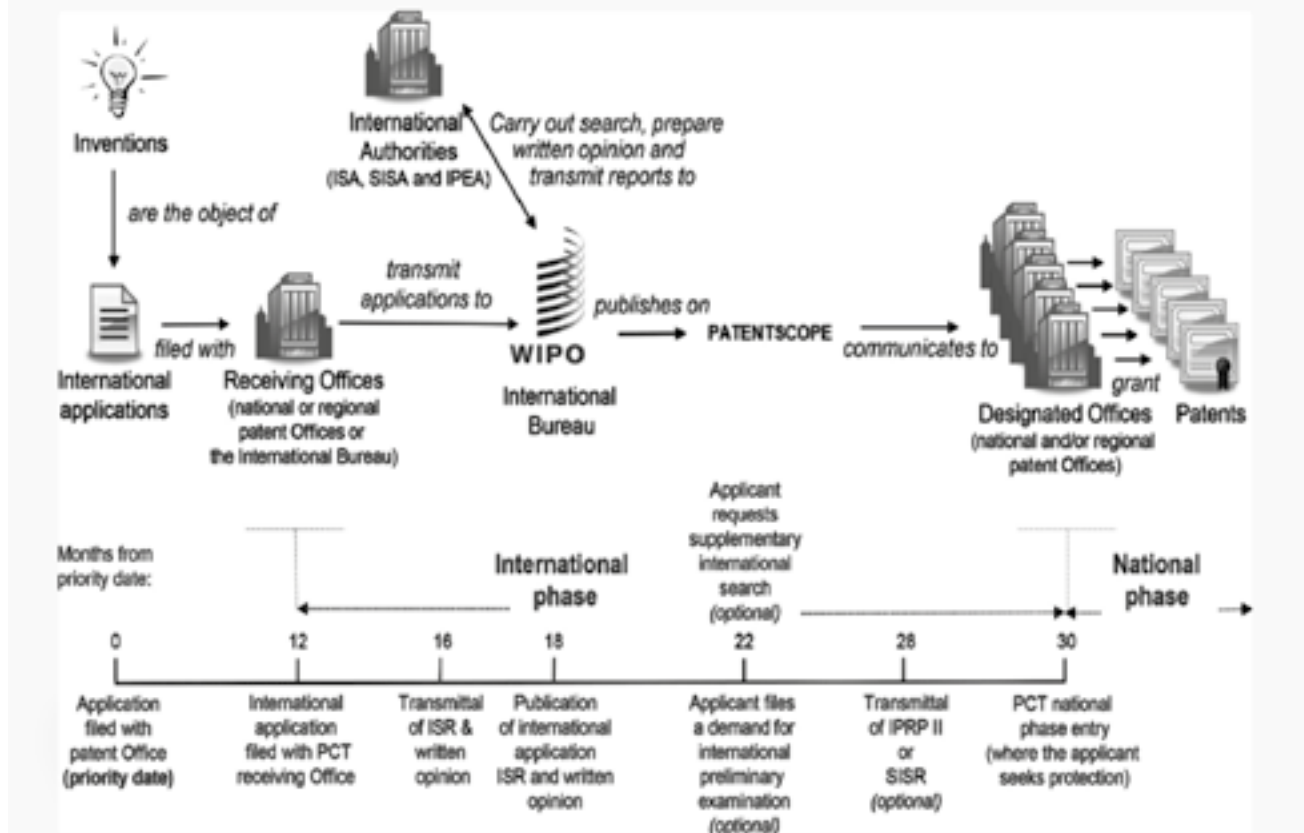 Inventions
are the object of
International
applications
filed with
Receiving Offices
(national or regional
patent Offices or
the International Bureau)
transmit
applications to
International
Authorities
(ISA, SISA and IPEA)
Carry out search, prepare
written opinion and
transmit reports to
WIPO
International
Bureau
publishes on
PATENTSCOPE
communicates to
Designated Offices
(national and/or regional
patent Offices)
grant
Patents
Months from
priority date:
International
phase
Applicant
requests
supplementary
international
search
(optional)
National
phase
0
12
16
18
22
28
30
Application
filed with
patent Office
(priority date)
International
application
filed with PCT
receiving Office
Transmittal
of ISR &
written
opinion
Publication
of international
application
ISR and written
opinion
Applicant files
a demand for
international
preliminary
examination
(optional)
Transmittal
of IPRP II
or
SISR
(optional)
PCT national
phase entry
(where the applicant
seeks protection)